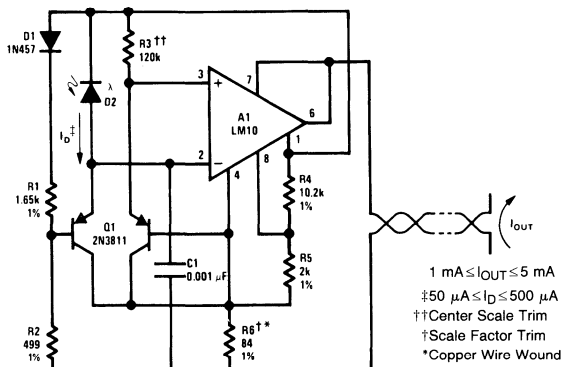 D1
1N457
R3††
120k
λ
D2
I_D‡
3
7
+
A1
LM10
6
1
2
−
8
4
R1
1.65k
1%
Q1
2N3811
R4
10.2k
1%
C1
0.001 μF
R5
2k
1%
R2
499
1%
R6†*
84
1%
I_OUT
1 mA ≤ I_OUT ≤ 5 mA
‡50 μA ≤ I_D ≤ 500 μA
††Center Scale Trim
†Scale Factor Trim
*Copper Wire Wound